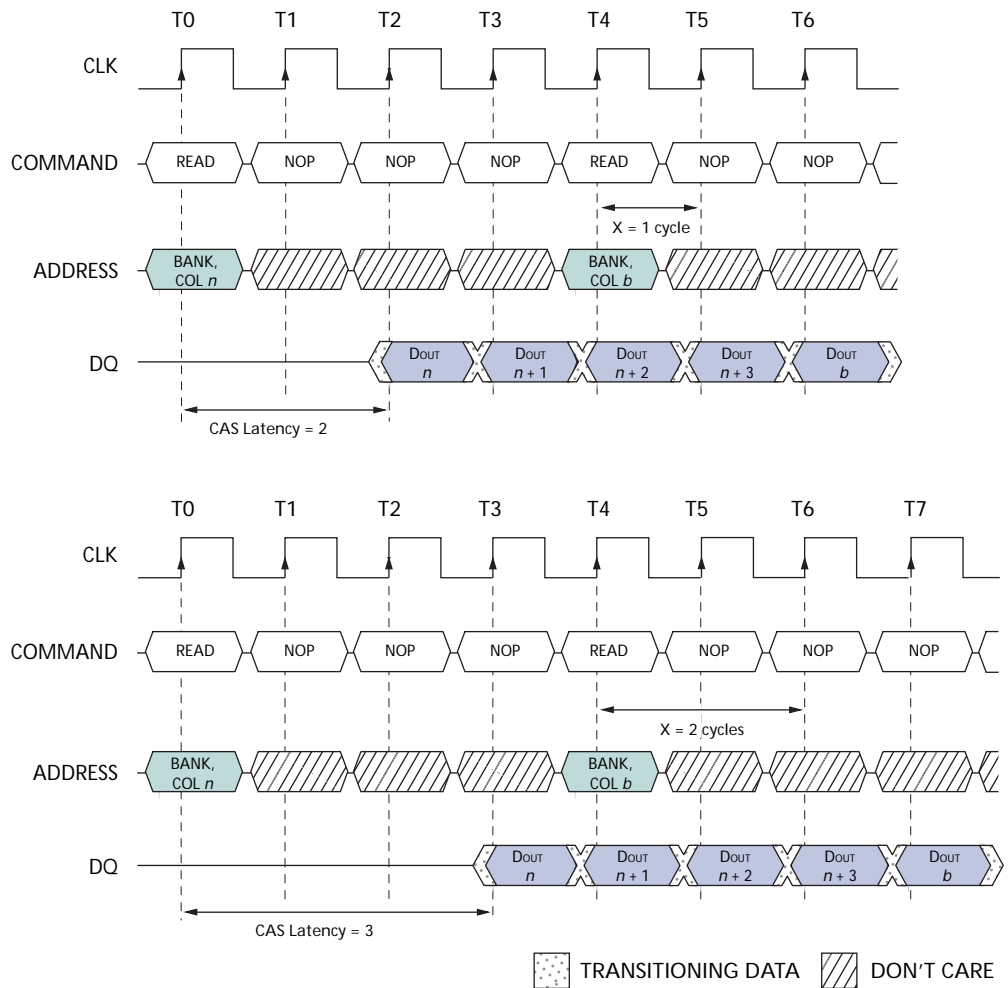 T0 T1 T2 T3 T4 T5 T6
CLK
COMMAND READ NOP NOP NOP READ NOP NOP
X = 1 cycle
ADDRESS BANK, COL n BANK, COL b
DQ DOUT n DOUT n + 1 DOUT n + 2 DOUT n + 3 DOUT b
CAS Latency = 2
T0 T1 T2 T3 T4 T5 T6 T7
CLK
COMMAND READ NOP NOP NOP READ NOP NOP NOP
X = 2 cycles
ADDRESS BANK, COL n BANK, COL b
DQ DOUT n DOUT n + 1 DOUT n + 2 DOUT n + 3 DOUT b
CAS Latency = 3
TRANSITIONING DATA DON'T CARE